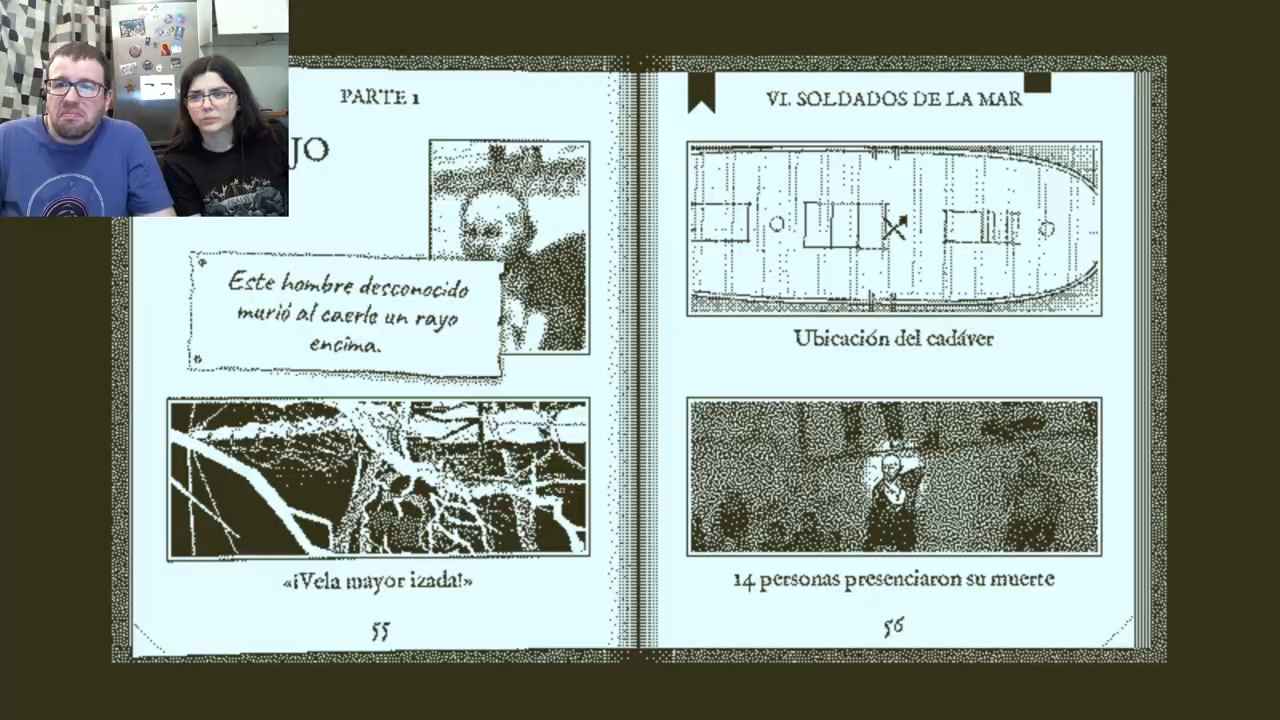 PARTE 1
JO
Este hombre desconocido
murió al caerle un rayo
encima.
«¡Vela mayor izada!»
55
VI. SOLDADOS DE LA MAR
Ubicación del cadáver
14 personas presenciaron su muerte
56